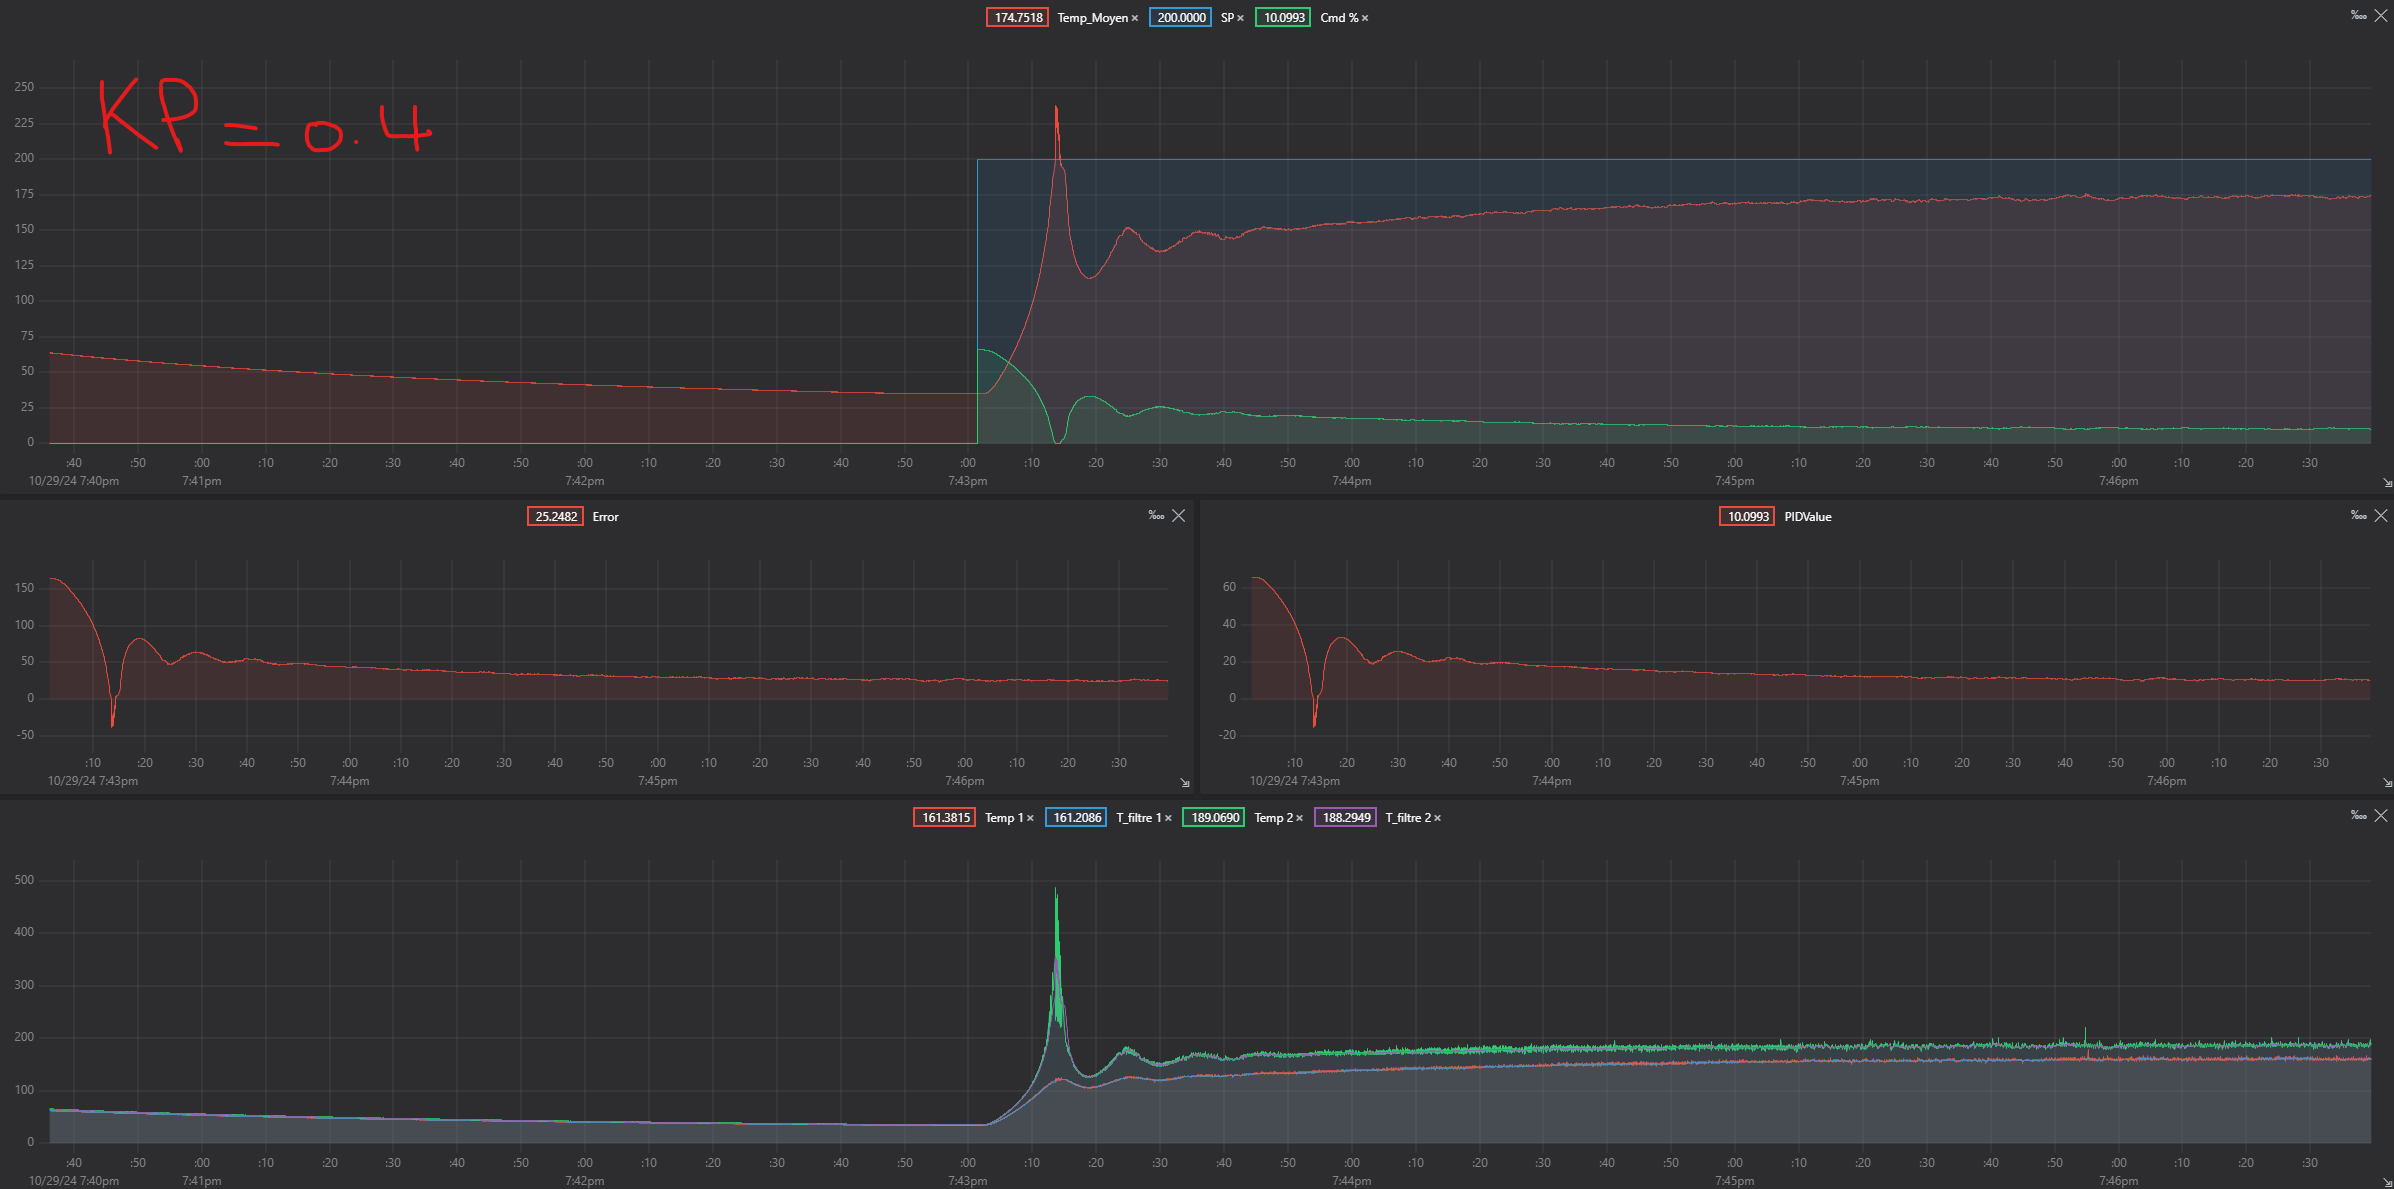 174.7518 Temp_Moyen × 200.0000 SP × 10.0993 Cmd % ×
‰
KP = 0.4
250
225
200
175
150
125
100
75
50
25
0
:40 :50 :00 :10 :20 :30 :40 :50 :00 :10 :20 :30 :40 :50 :00 :10 :20 :30 :40 :50 :00 :10 :20 :30 :40 :50 :00 :10 :20 :30 :40 :50 :00 :10 :20 :30
10/29/24 7:40pm 7:41pm 7:42pm 7:43pm 7:44pm 7:45pm 7:46pm
25.2482 Error
‰
150
100
50
0
-50
:10 :20 :30 :40 :50 :00 :10 :20 :30 :40 :50 :00 :10 :20 :30 :40 :50 :00 :10 :20 :30
10/29/24 7:43pm 7:44pm 7:45pm 7:46pm
10.0993 PIDValue
‰
60
40
20
0
-20
:10 :20 :30 :40 :50 :00 :10 :20 :30 :40 :50 :00 :10 :20 :30 :40 :50 :00 :10 :20 :30
10/29/24 7:43pm 7:44pm 7:45pm 7:46pm
161.3815 Temp 1 × 161.2086 T_filtre 1 × 189.0690 Temp 2 × 188.2949 T_filtre 2 ×
‰
500
400
300
200
100
0
:40 :50 :00 :10 :20 :30 :40 :50 :00 :10 :20 :30 :40 :50 :00 :10 :20 :30 :40 :50 :00 :10 :20 :30 :40 :50 :00 :10 :20 :30 :40 :50 :00 :10 :20 :30
10/29/24 7:40pm 7:41pm 7:42pm 7:43pm 7:44pm 7:45pm 7:46pm